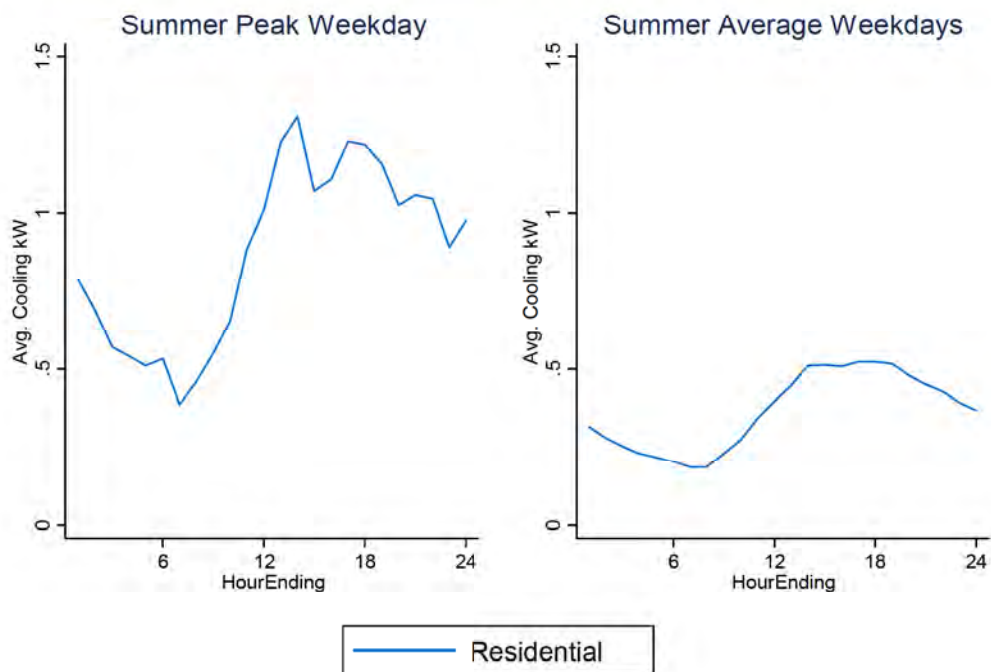 Summer Peak Weekday
Avg. Cooling kW
0
.5
1
1.5
6
12
18
24
HourEnding
Summer Average Weekdays
Avg. Cooling kW
0
.5
1
1.5
6
12
18
24
HourEnding
Residential